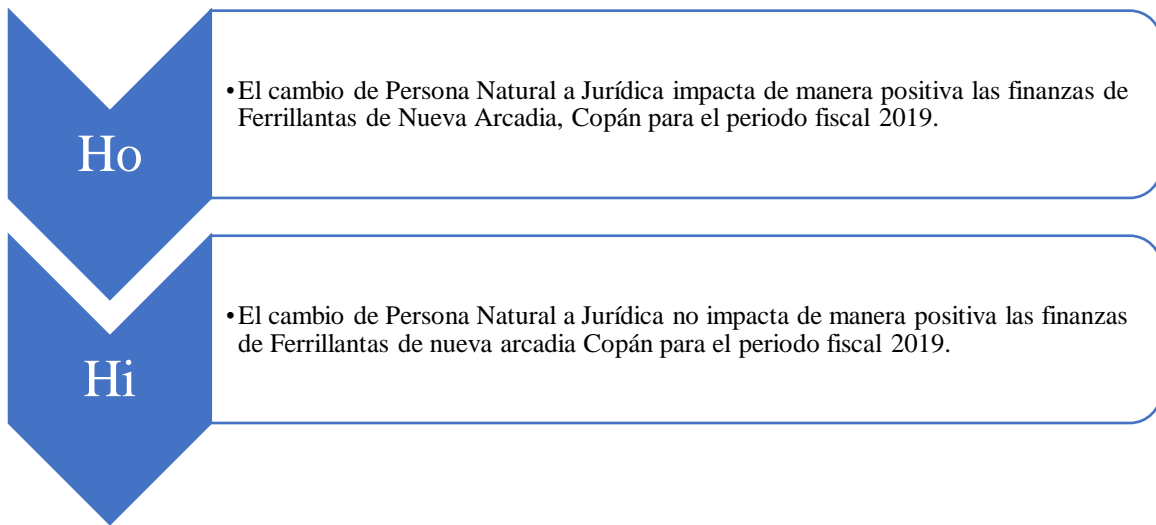 Ho
•El cambio de Persona Natural a Jurídica impacta de manera positiva las finanzas de
Ferrillantas de Nueva Arcadia, Copán para el periodo fiscal 2019.
Hi
•El cambio de Persona Natural a Jurídica no impacta de manera positiva las finanzas
de Ferrillantas de nueva arcadia Copán para el periodo fiscal 2019.